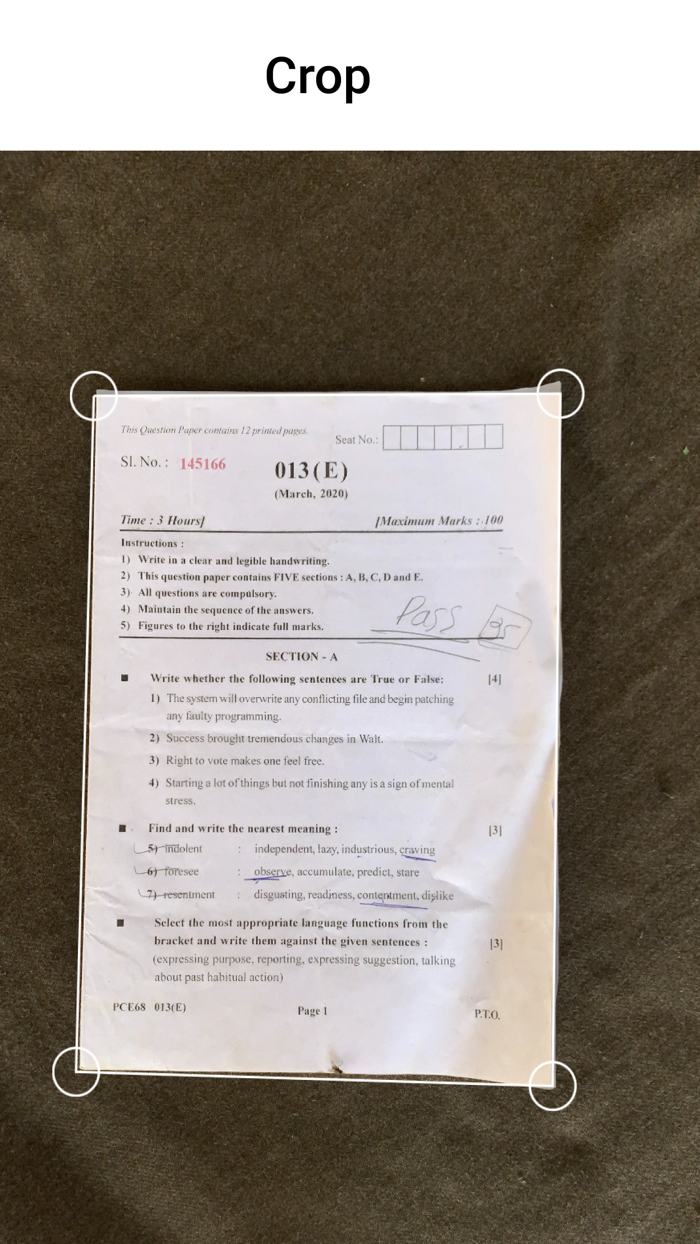 Crop
This Question Paper contains 12 printed pages.
Seat No.:
Sl. No. : 145166
013(E)
(March, 2020)
Time : 3 Hours]
[Maximum Marks : 100
Instructions :
1) Write in a clear and legible handwriting.
2) This question paper contains FIVE sections : A, B, C, D and E.
3) All questions are compulsory.
4) Maintain the sequence of the answers.
5) Figures to the right indicate full marks.
Pass 35
SECTION - A
■ Write whether the following sentences are True or False: [4]
1) The system will overwrite any conflicting file and begin patching
any faulty programming.
2) Success brought tremendous changes in Walt.
3) Right to vote makes one feel free.
4) Starting a lot of things but not finishing any is a sign of mental
stress.
■ Find and write the nearest meaning : [3]
5) indolent : independent, lazy, industrious, craving
6) foresee : observe, accumulate, predict, stare
7) resentment : disgusting, readiness, contentment, dislike
■ Select the most appropriate language functions from the
bracket and write them against the given sentences : [3]
(expressing purpose, reporting, expressing suggestion, talking
about past habitual action)
PCE68 013(E)
Page 1
P.T.O.